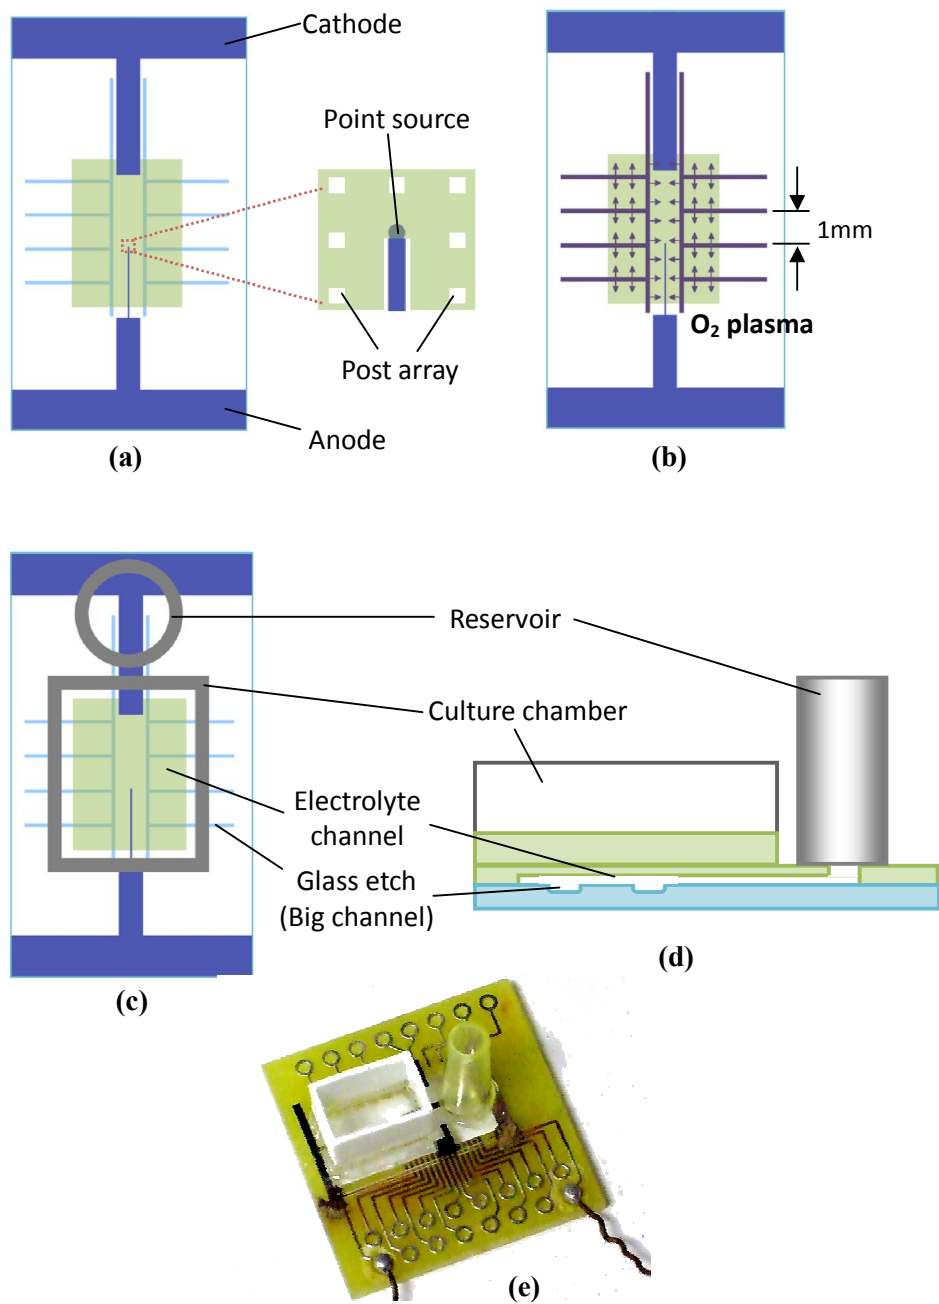 Cathode
Point source
Post array
Anode
(a)
1mm
O₂ plasma
(b)
Reservoir
Culture chamber
Electrolyte
channel
Glass etch
(Big channel)
(c)
(d)
(e)